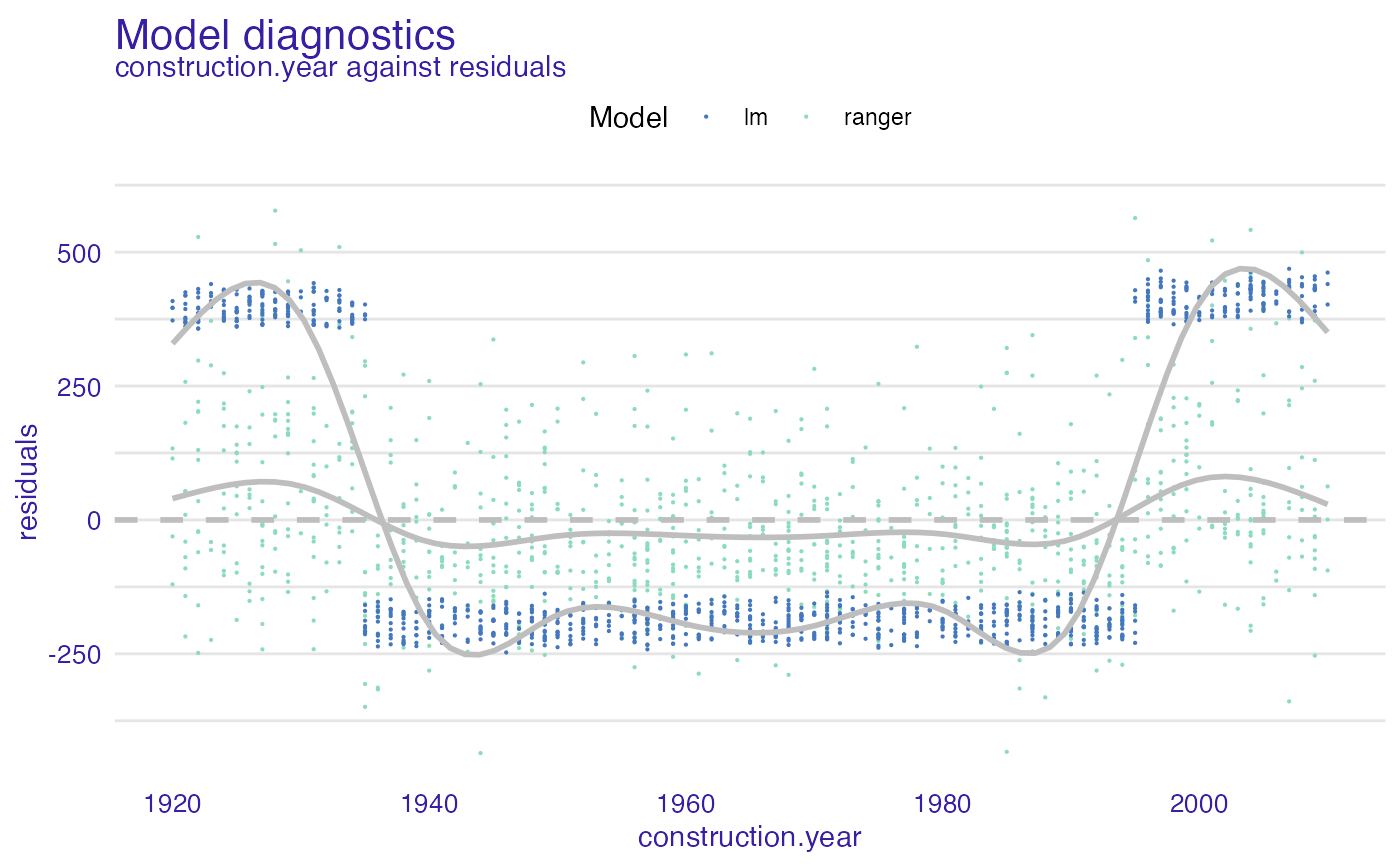 Model diagnostics
construction.year against residuals
Model lm ranger
500
250
0
-250
residuals
1920 1940 1960 1980 2000
construction.year